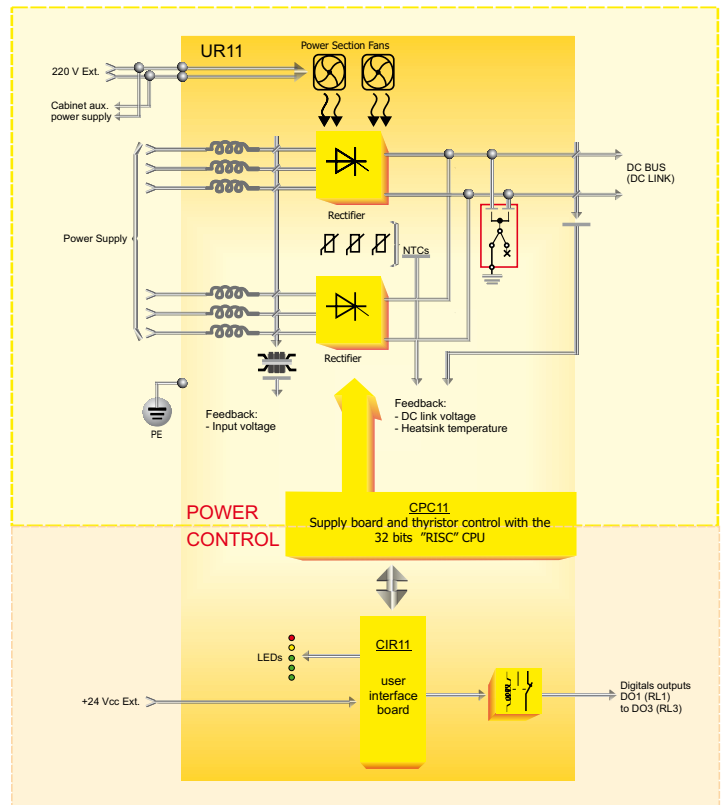 UR11
Power Section Fans
220 V Ext.
Cabinet aux.
power supply
DC BUS
(DC LINK)
Rectifier
Power Supply
NTCs
Rectifier
Feedback:
- Input voltage
Feedback:
- DC link voltage
- Heatsink temperature
PE
POWER
CONTROL
CPC11
Supply board and thyristor control with the
32 bits "RISC" CPU
CIR11
LEDs
user
interface
board
+24 Vcc Ext.
Digitals outputs
DO1 (RL1)
to DO3 (RL3)